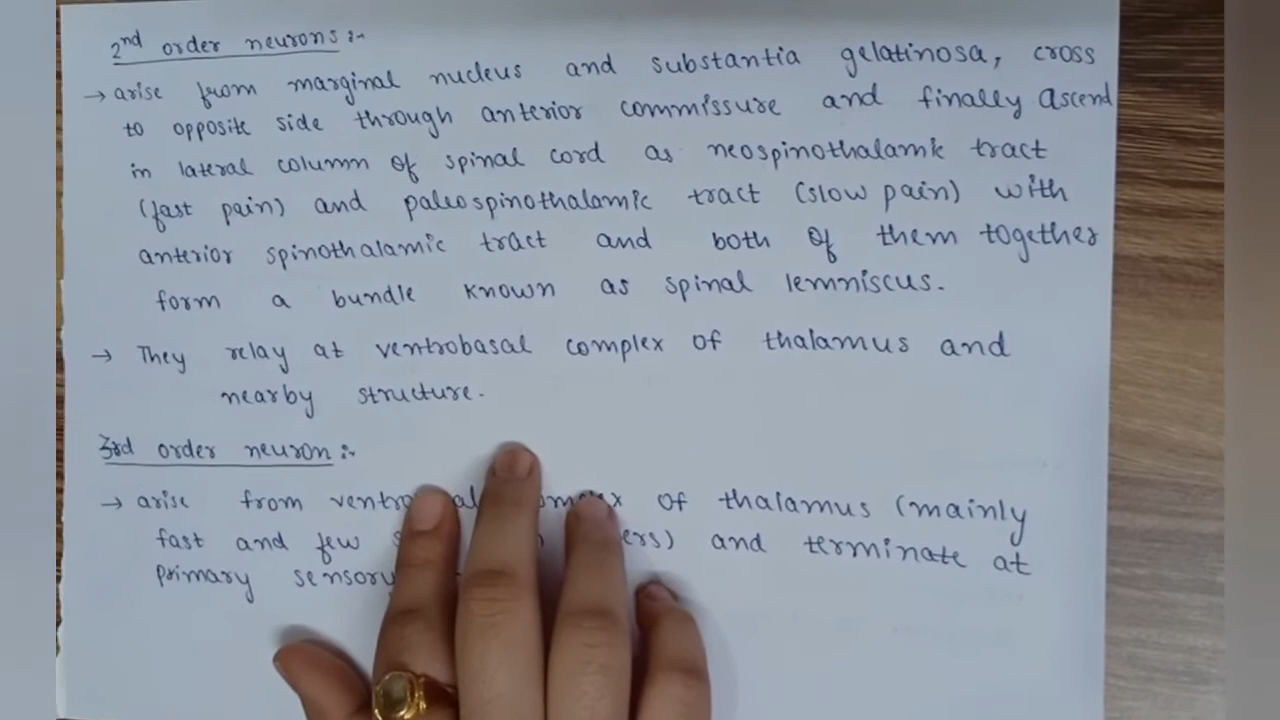 2nd order neurons:-
→ arise from marginal nucleus and substantia gelatinosa, cross
to opposite side through anterior commissure and finally ascend
in lateral column of spinal cord as neospinothalamic tract
(fast pain) and paleospinothalamic tract (slow pain) with
anterior spinothalamic tract and both of them together
form a bundle known as spinal lemniscus.
→ They relay at ventrobasal complex of thalamus and
nearby structure.
3rd order neuron:-
→ arise from of thalamus (mainly
fast and few and terminate at
primary sensory